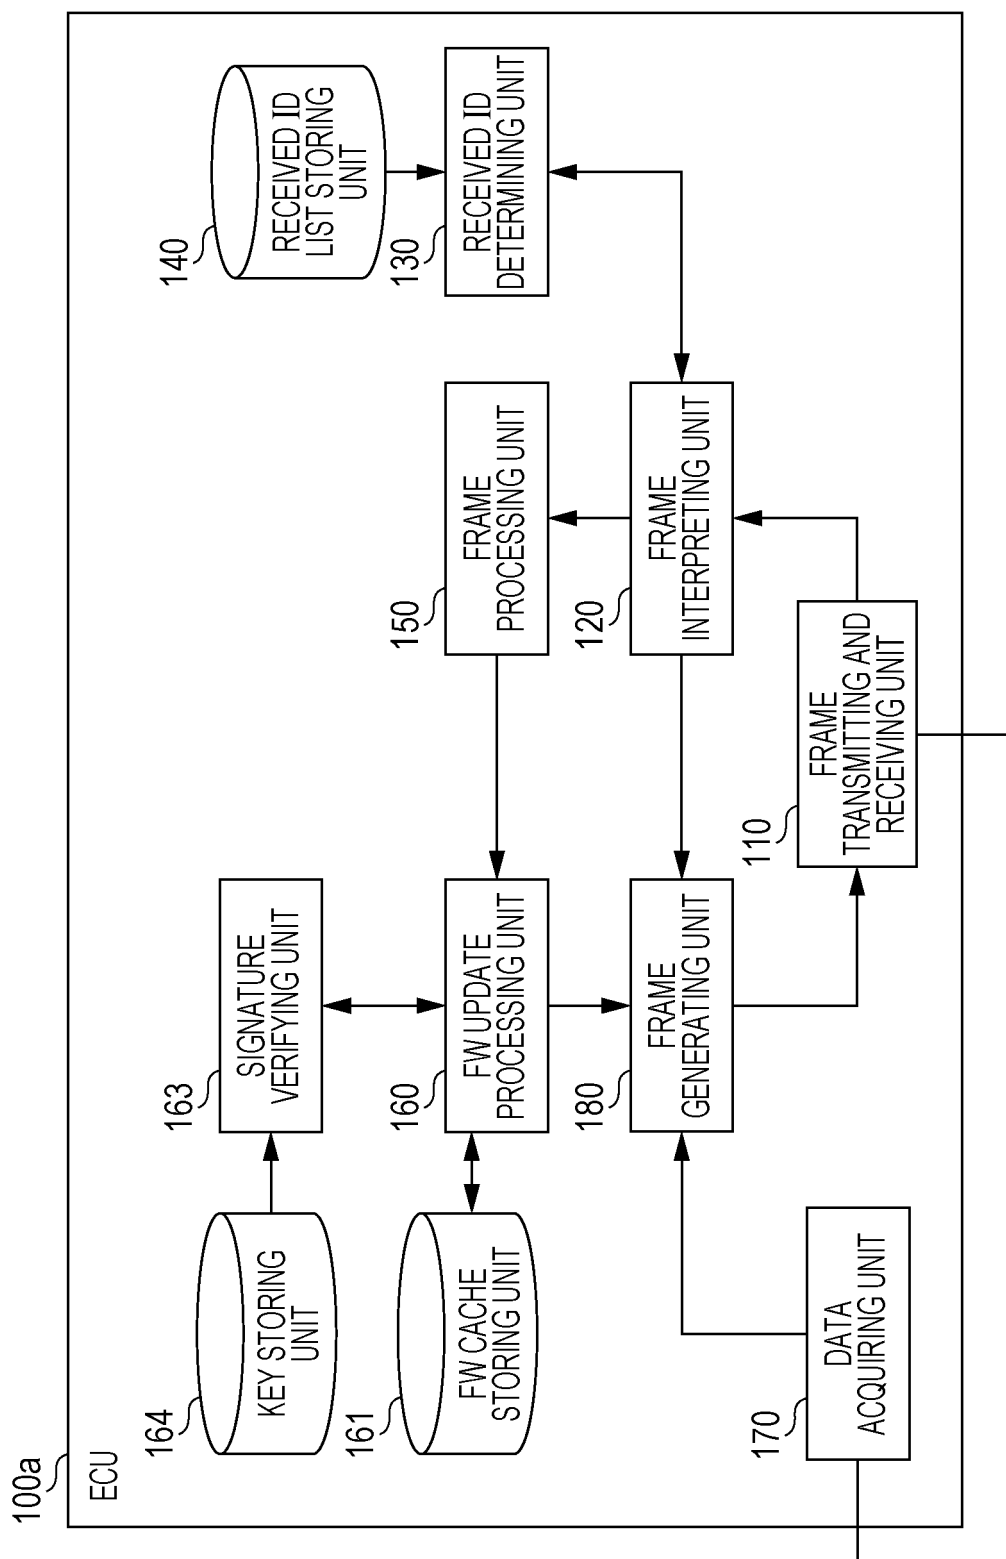 100a
ECU
164
KEY STORING
UNIT
163
SIGNATURE
VERIFYING UNIT
140
RECEIVED ID
LIST STORING
UNIT
161
FW CACHE
STORING UNIT
160
FW UPDATE
PROCESSING UNIT
150
FRAME
PROCESSING UNIT
130
RECEIVED ID
DETERMINING UNIT
180
FRAME
GENERATING UNIT
120
FRAME
INTERPRETING UNIT
170
DATA
ACQUIRING UNIT
110
FRAME
TRANSMITTING AND
RECEIVING UNIT